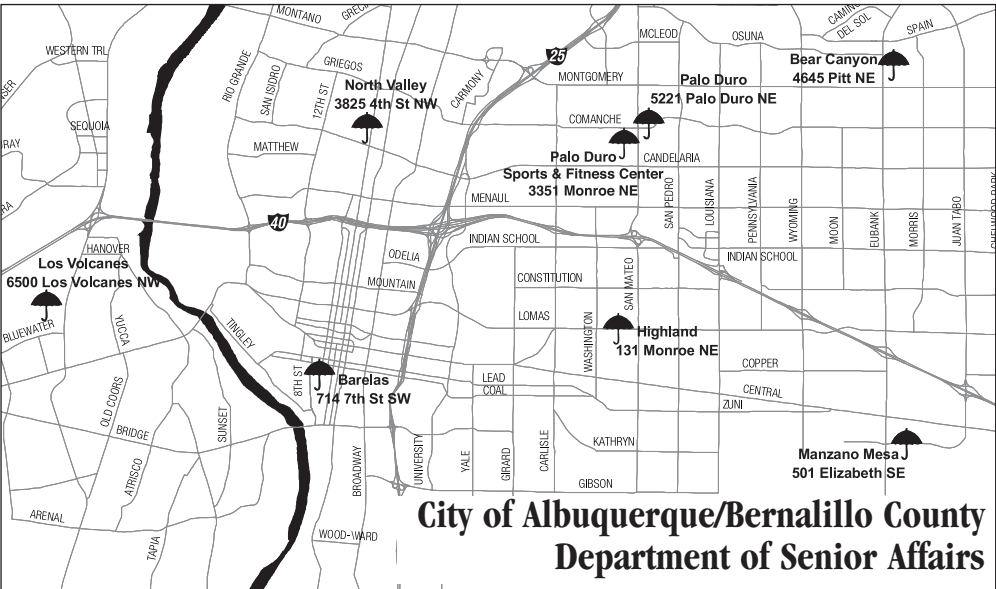 MONTANO
WESTERN TRL
RIO GRANDE
SAN ISIDRO
12TH ST
GRIEGOS
CARMONY
25
MCLEOD
OSUNA
CAMINO
DEL SOL
SPAIN
MONTGOMERY
Bear Canyon
4645 Pitt NE
North Valley
3825 4th St NW
Palo Duro
5221 Palo Duro NE
SEQUOIA
MATTHEW
COMANCHE
CANDELARIA
Palo Duro
Sports & Fitness Center
3351 Monroe NE
MENAUL
SAN PEDRO
LOUISIANA
PENNSYLVANIA
WYOMING
MOON
EUBANK
MORRIS
JUAN TABO
40
INDIAN SCHOOL
INDIAN SCHOOL
HANOVER
Los Volcanes
6500 Los Volcanes NW
ODELIA
MOUNTAIN
CONSTITUTION
SAN MATEO
BLUEWATER
YUCCA
TINGLEY
LOMAS
WASHINGTON
Highland
131 Monroe NE
8TH ST
Barelas
714 7th St SW
LEAD
COAL
COPPER
CENTRAL
ZUNI
OLD COORS
BRIDGE
SUNSET
ATRISCO
BROADWAY
UNIVERSITY
YALE
GIRARD
CARLISLE
KATHRYN
GIBSON
Manzano Mesa
501 Elizabeth SE
ARENAL
TAPIA
WOOD-WARD
City of Albuquerque/Bernalillo County
Department of Senior Affairs